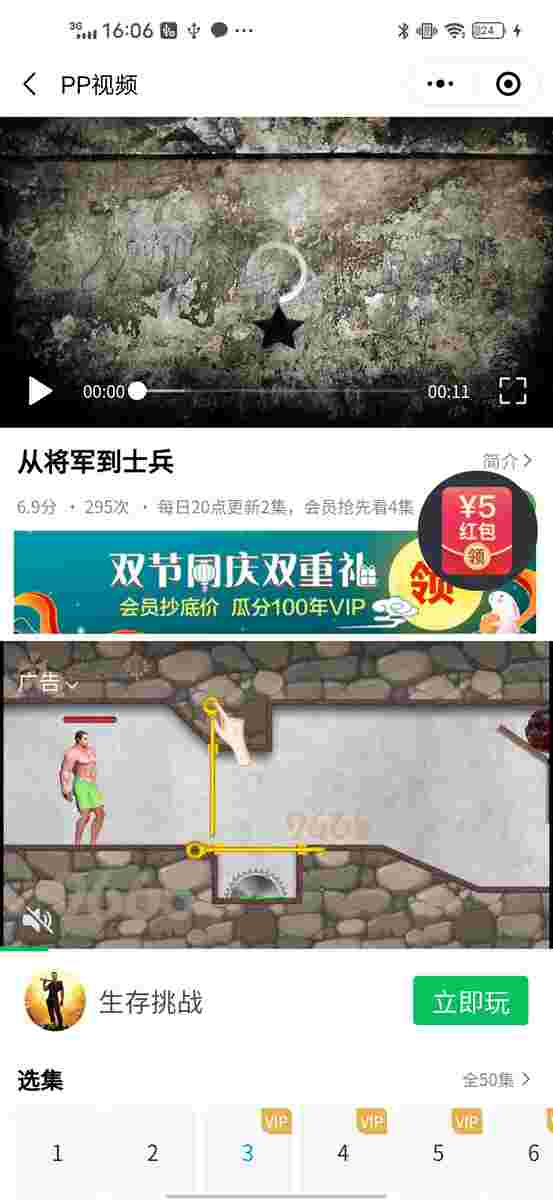 3G 16:06 24
PP视频
00:00 00:11
从将军到士兵
简介
6.9分 · 295次 · 每日20点更新2集，会员抢先看4集
¥5
红包
领
双节同庆双重礼
会员抄底价 瓜分100年VIP
领
广告
生存挑战
立即玩
选集
全50集
VIP VIP VIP
1 2 3 4 5 6